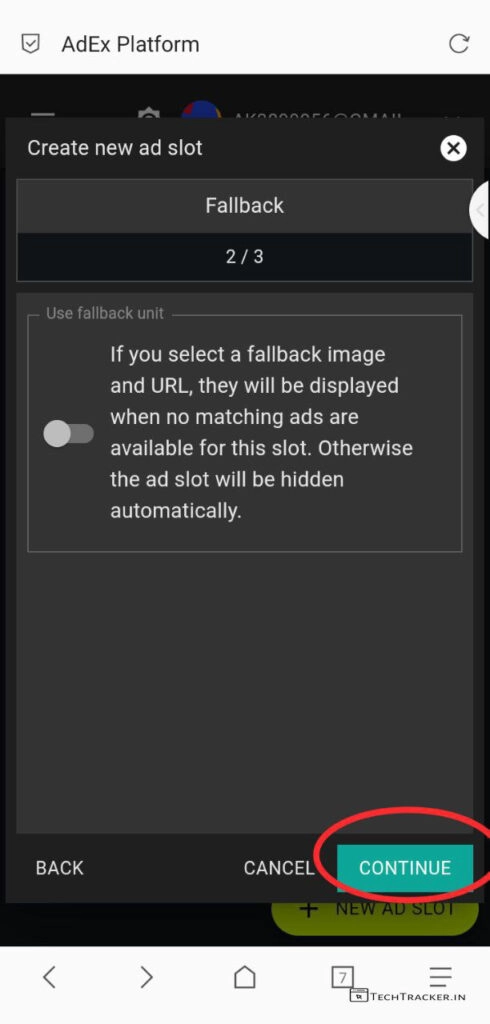 AdEx Platform
Create new ad slot
Fallback
2 / 3
Use fallback unit
If you select a fallback image
and URL, they will be displayed
when no matching ads are
available for this slot. Otherwise
the ad slot will be hidden
automatically.
BACK
CANCEL
CONTINUE
+ NEW AD SLOT
7
TECHTRACKER.IN